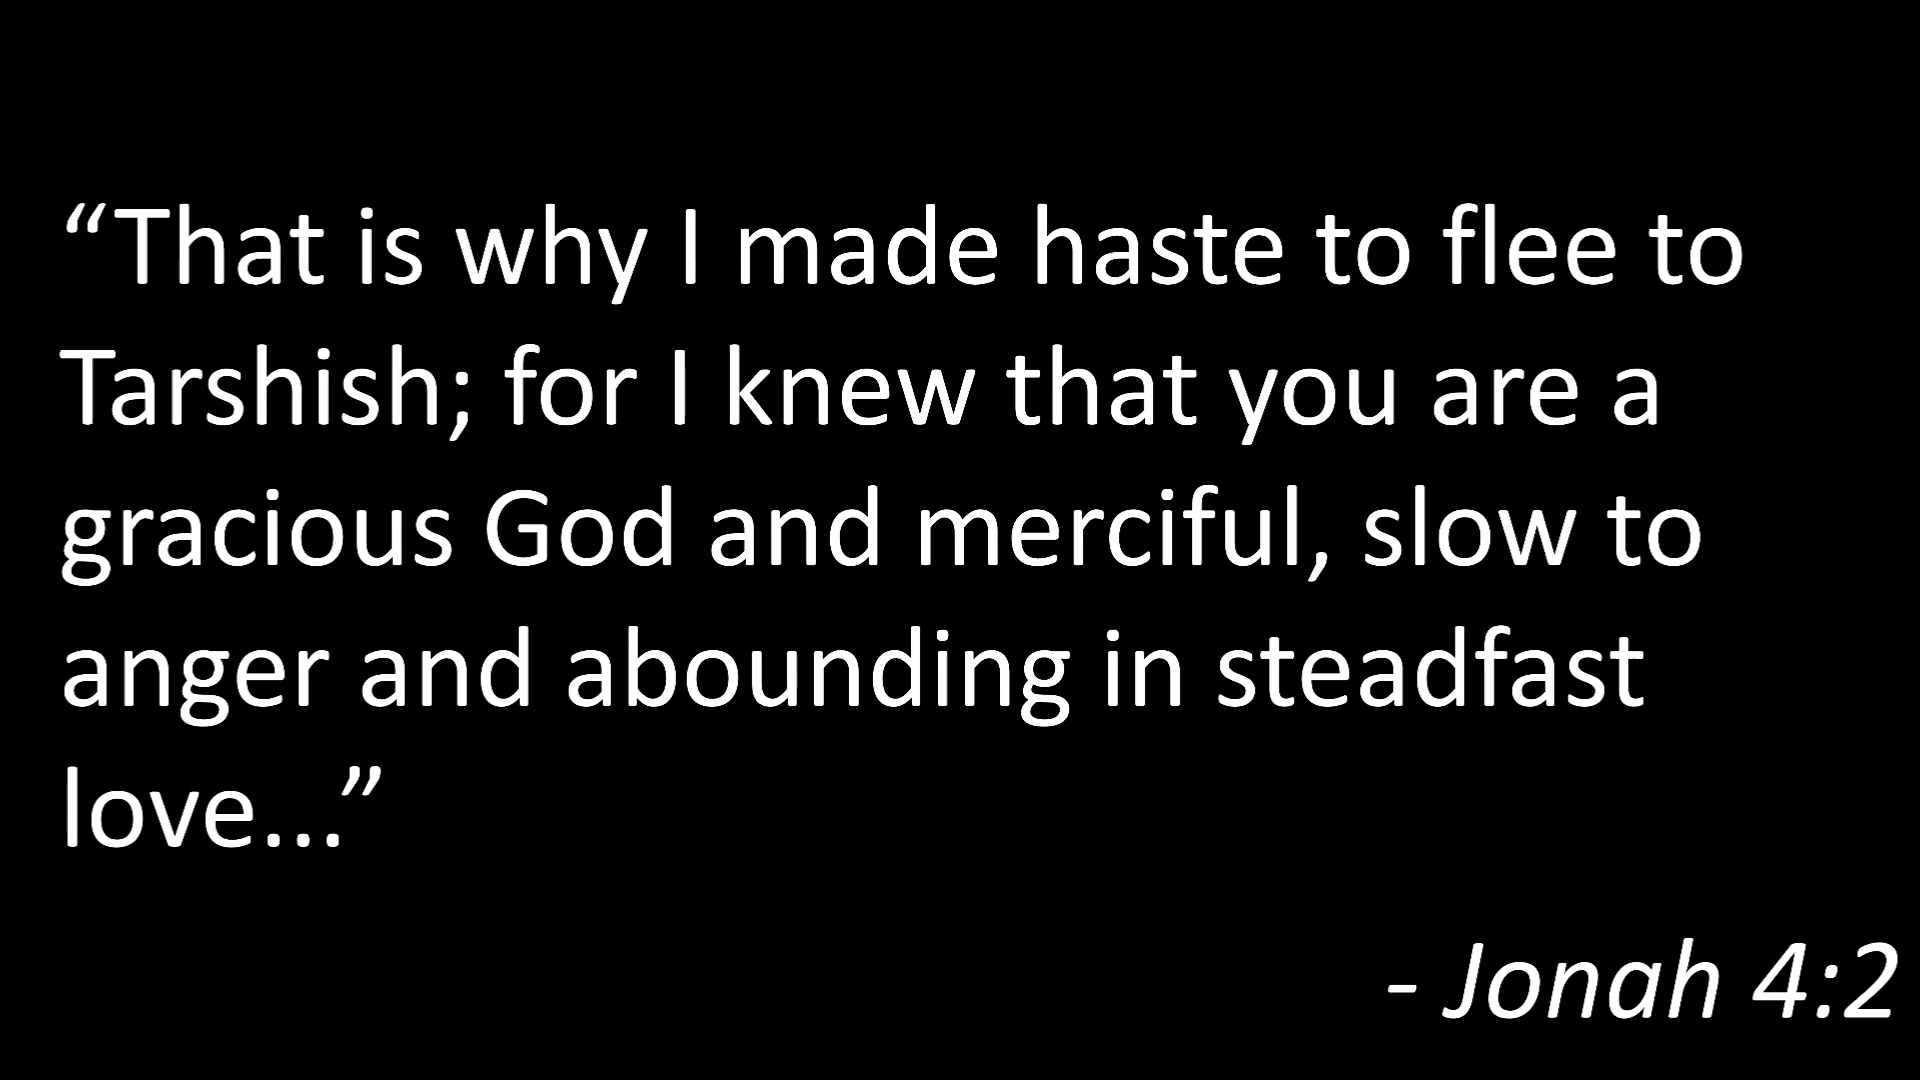 “That is why I made haste to flee to
Tarshish; for I knew that you are a
gracious God and merciful, slow to
anger and abounding in steadfast
love...”
- Jonah 4:2